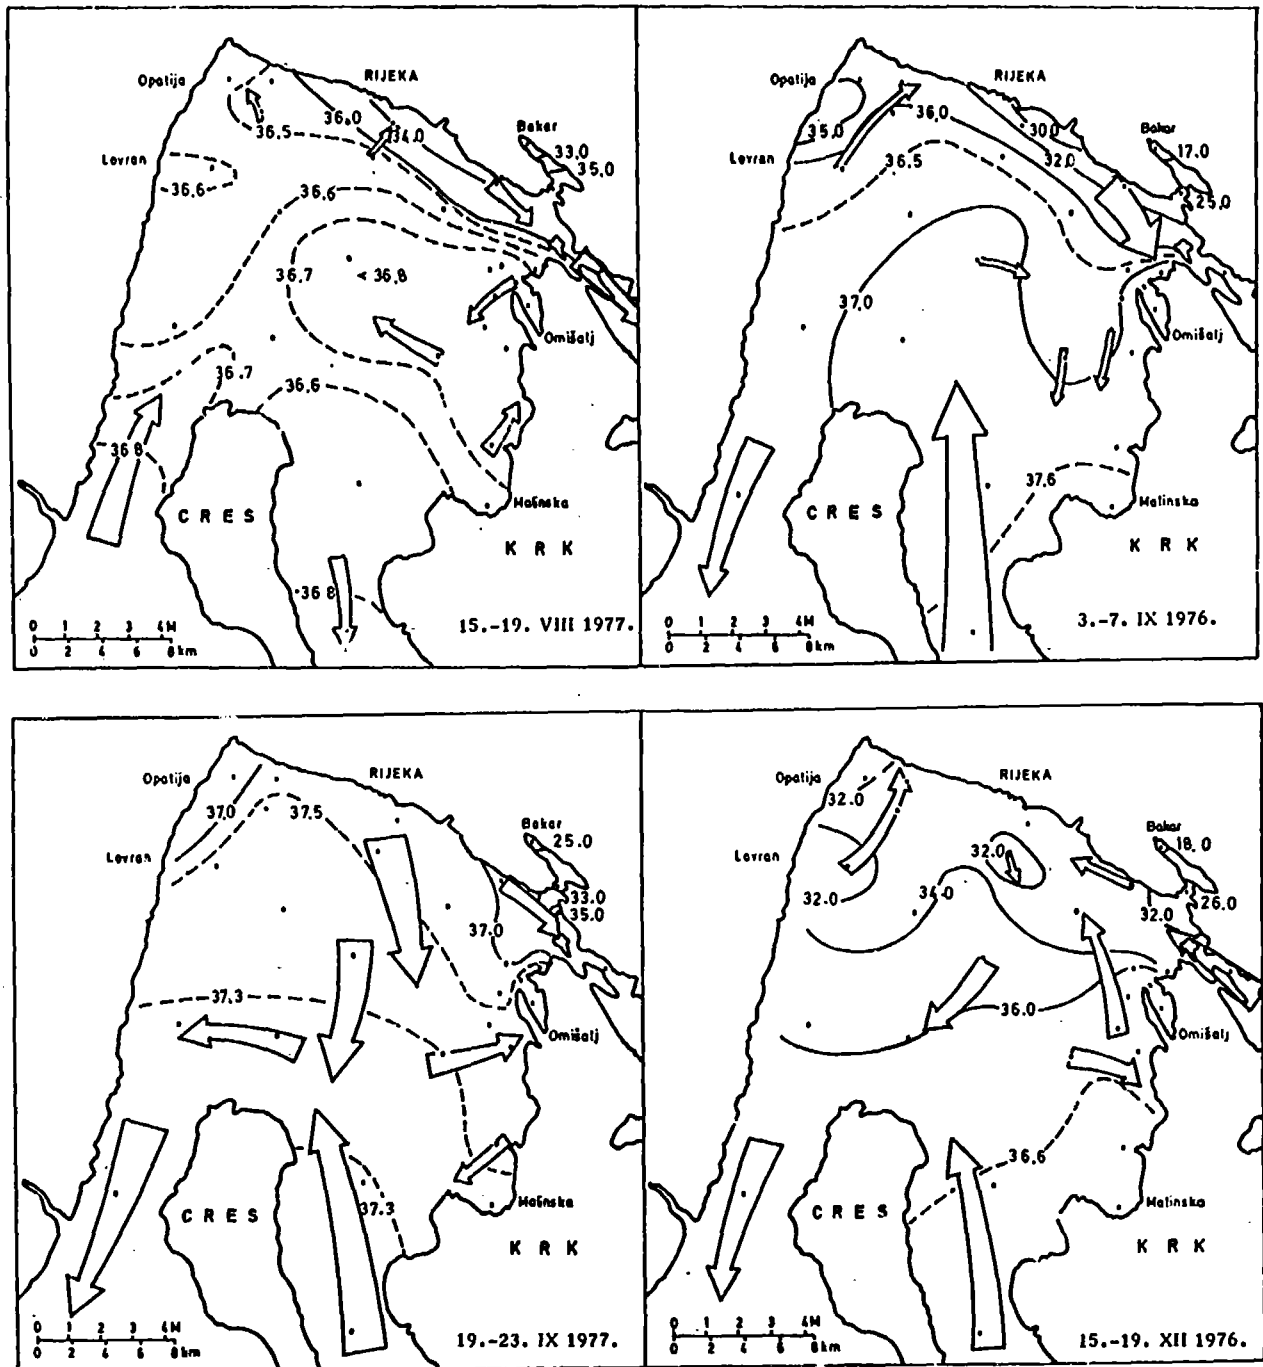 Opatija
RIJEKA
36.0
34.0
36.5
Bakar
33.0
35.0
Lovran
36.6
36.6
36.7
36.8
Omišalj
36.7
36.6
36.8
CRES
Malinska
KRK
36.8
0 1 2 3 4M
0 2 4 6 8km
15.-19. VIII 1977.
Opatija
RIJEKA
35.0
36.0
30.0
Bakar
17.0
Lovran
36.5
32.0
25.0
37.0
Omišalj
37.6
CRES
Malinska
KRK
0 1 2 3 4M
0 2 4 6 8km
3.-7. IX 1976.
Opatija
RIJEKA
37.0
37.5
Bakar
25.0
Lovran
33.0
35.0
37.0
37.3
Omišalj
37.3
CRES
Malinska
KRK
0 1 2 3 4M
0 2 4 6 8km
19.-23. IX 1977.
Opatija
RIJEKA
32.0
Bakar
18.0
Lovran
32.0
32.0
34.0
32.0
26.0
36.0
Omišalj
36.6
CRES
Malinska
KRK
0 1 2 3 4M
0 2 4 6 8km
15.-19. XII 1976.